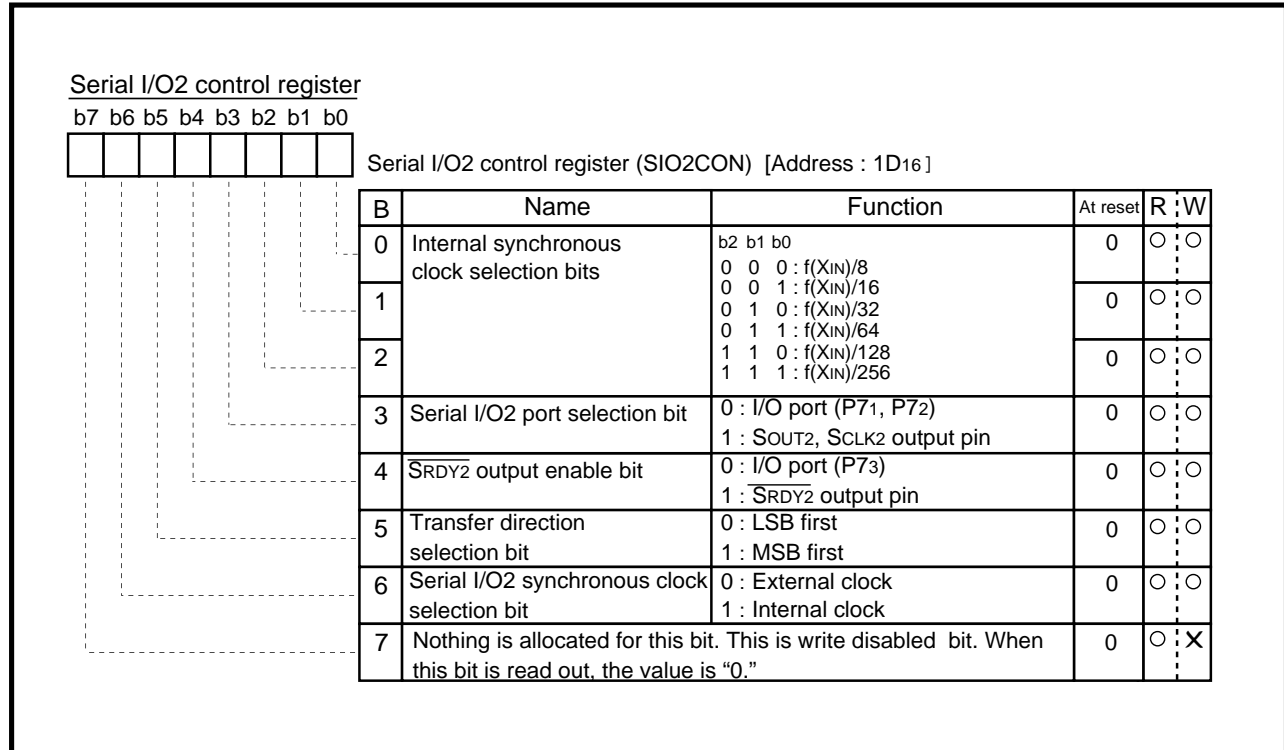 Serial I/O2 control register
b7 b6 b5 b4 b3 b2 b1 b0
Serial I/O2 control register (SIO2CON) [Address : 1D16]
B Name Function At reset R W
0 Internal synchronous clock selection bits b2 b1 b0 0 ○ ○
0 0 0 : f(XIN)/8
0 0 1 : f(XIN)/16
1 0 1 0 : f(XIN)/32 0 ○ ○
0 1 1 : f(XIN)/64
2 1 1 0 : f(XIN)/128 0 ○ ○
1 1 1 : f(XIN)/256
3 Serial I/O2 port selection bit 0 : I/O port (P71, P72) 0 ○ ○
1 : SOUT2, SCLK2 output pin
4 S̅R̅D̅Y̅2̅ output enable bit 0 : I/O port (P73) 0 ○ ○
1 : S̅R̅D̅Y̅2̅ output pin
5 Transfer direction 0 : LSB first 0 ○ ○
selection bit 1 : MSB first
6 Serial I/O2 synchronous clock 0 : External clock 0 ○ ○
selection bit 1 : Internal clock
7 Nothing is allocated for this bit. This is write disabled bit. When 0 ○ ✕
this bit is read out, the value is “0.”